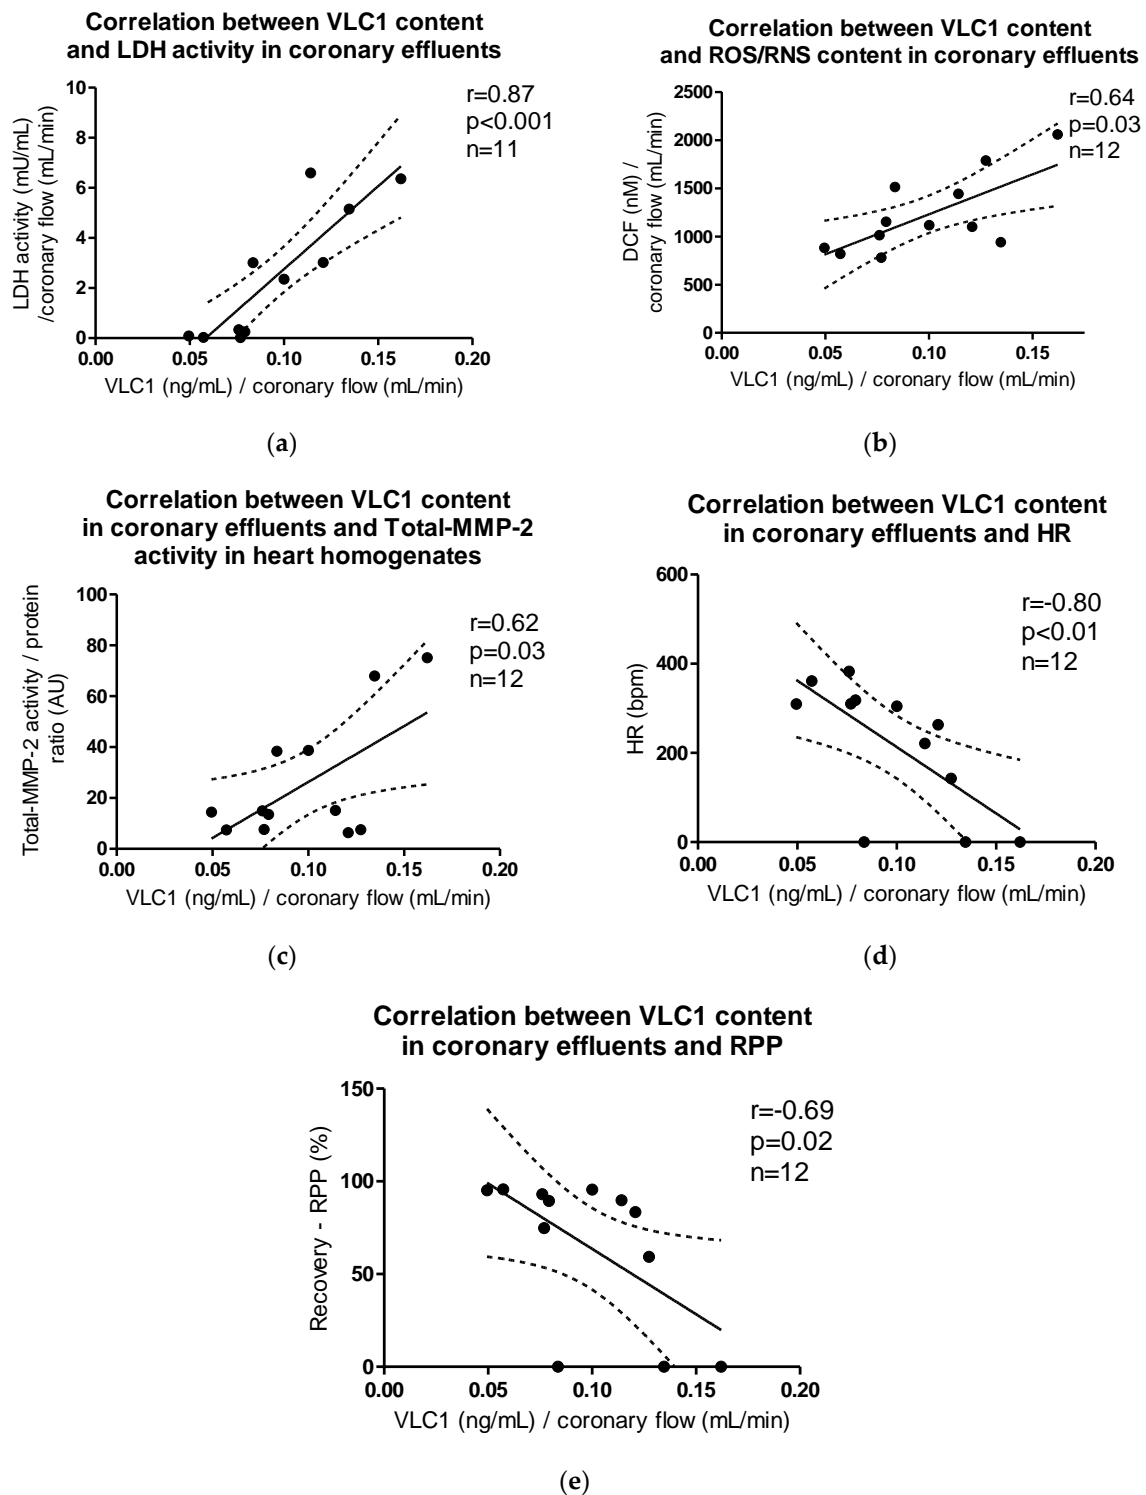 Correlation between VLC1 content
and LDH activity in coronary effluents
LDH activity (mU/mL)
/coronary flow (mL/min)
10
8
6
4
2
0
0.00 0.05 0.10 0.15 0.20
VLC1 (ng/mL) / coronary flow (mL/min)
r=0.87
p<0.001
n=11
(a)
Correlation between VLC1 content
and ROS/RNS content in coronary effluents
DCF (nM) /
coronary flow (mL/min)
2500
2000
1500
1000
500
0
0.00 0.05 0.10 0.15
VLC1 (ng/mL) / coronary flow (mL/min)
r=0.64
p=0.03
n=12
(b)
Correlation between VLC1 content
in coronary effluents and Total-MMP-2
activity in heart homogenates
Total-MMP-2 activity / protein
ratio (AU)
100
80
60
40
20
0
0.00 0.05 0.10 0.15 0.20
VLC1 (ng/mL) / coronary flow (mL/min)
r=0.62
p=0.03
n=12
(c)
Correlation between VLC1 content
in coronary effluents and HR
HR (bpm)
600
400
200
0
0.00 0.05 0.10 0.15 0.20
VLC1 (ng/mL) / coronary flow (mL/min)
r=-0.80
p<0.01
n=12
(d)
Correlation between VLC1 content
in coronary effluents and RPP
Recovery - RPP (%)
150
100
50
0
0.00 0.05 0.10 0.15 0.20
VLC1 (ng/mL) / coronary flow (mL/min)
r=-0.69
p=0.02
n=12
(e)